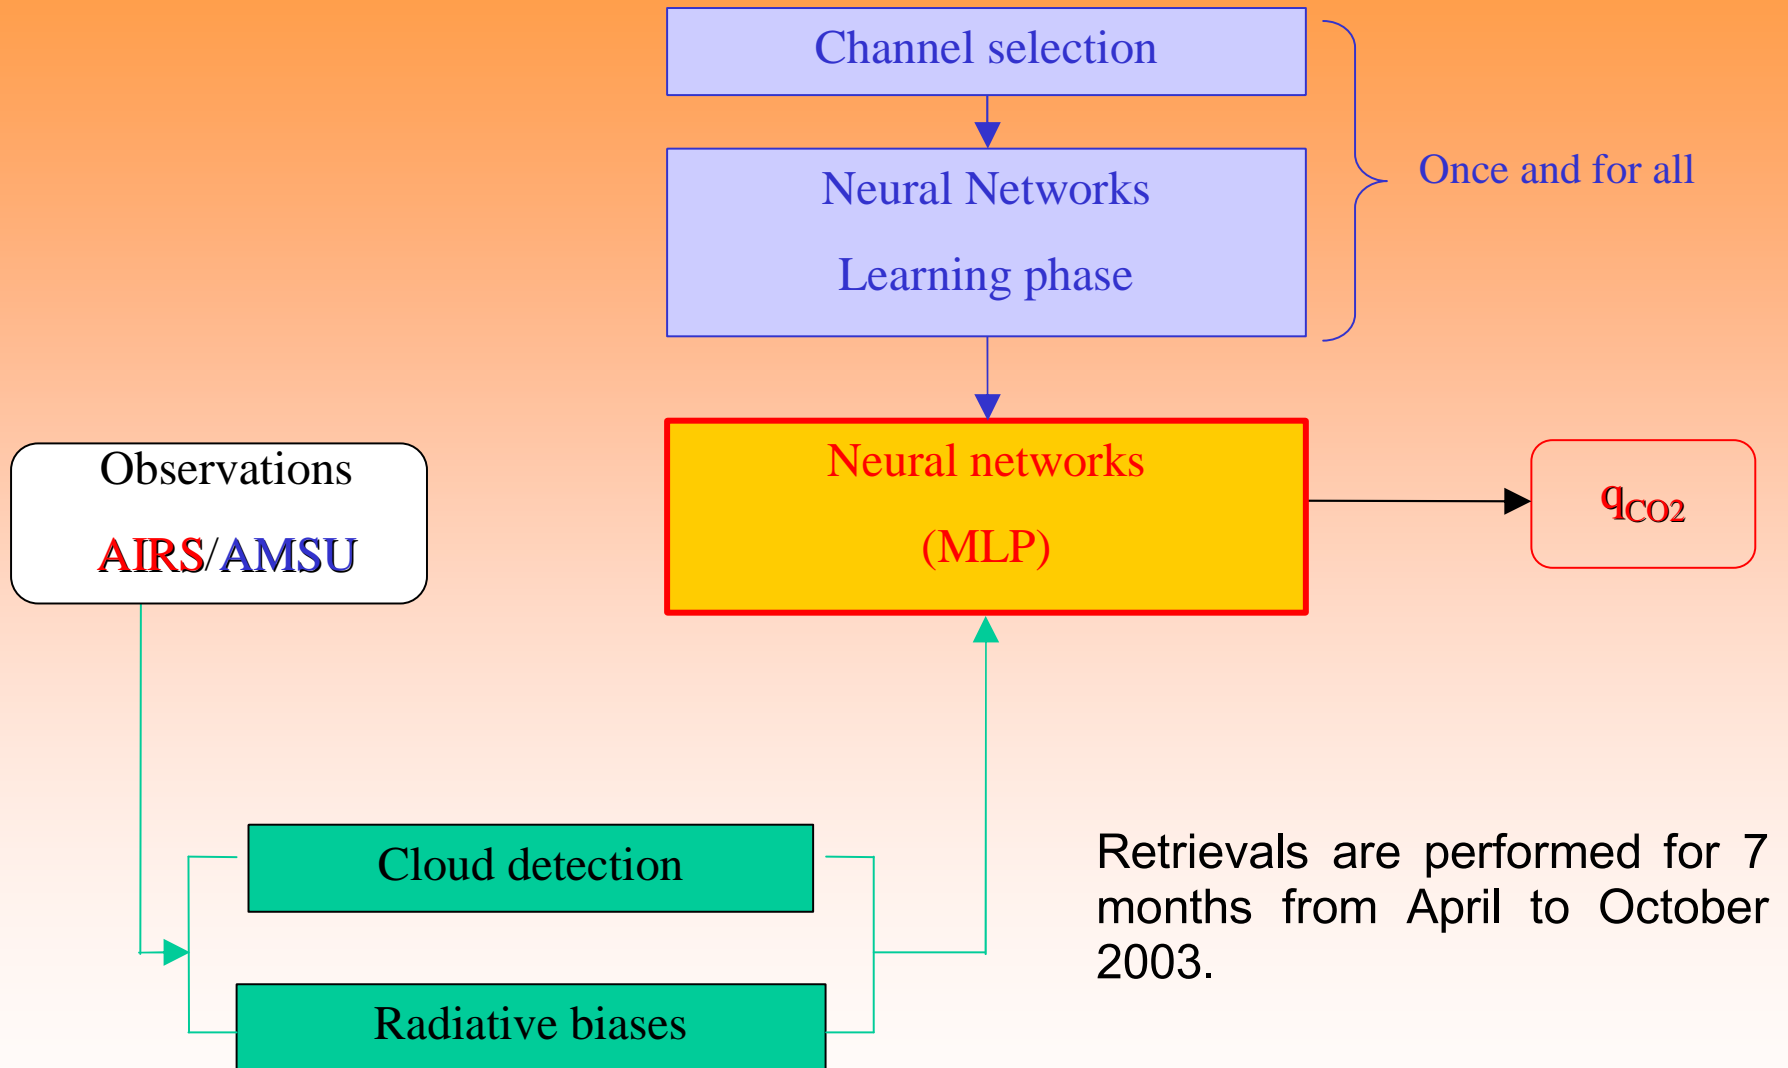 Channel selection
Neural Networks
Learning phase
Once and for all
Observations
AIRS/AMSU
Neural networks
(MLP)
qCO2
Cloud detection
Radiative biases
Retrievals are performed for 7
months from April to October
2003.